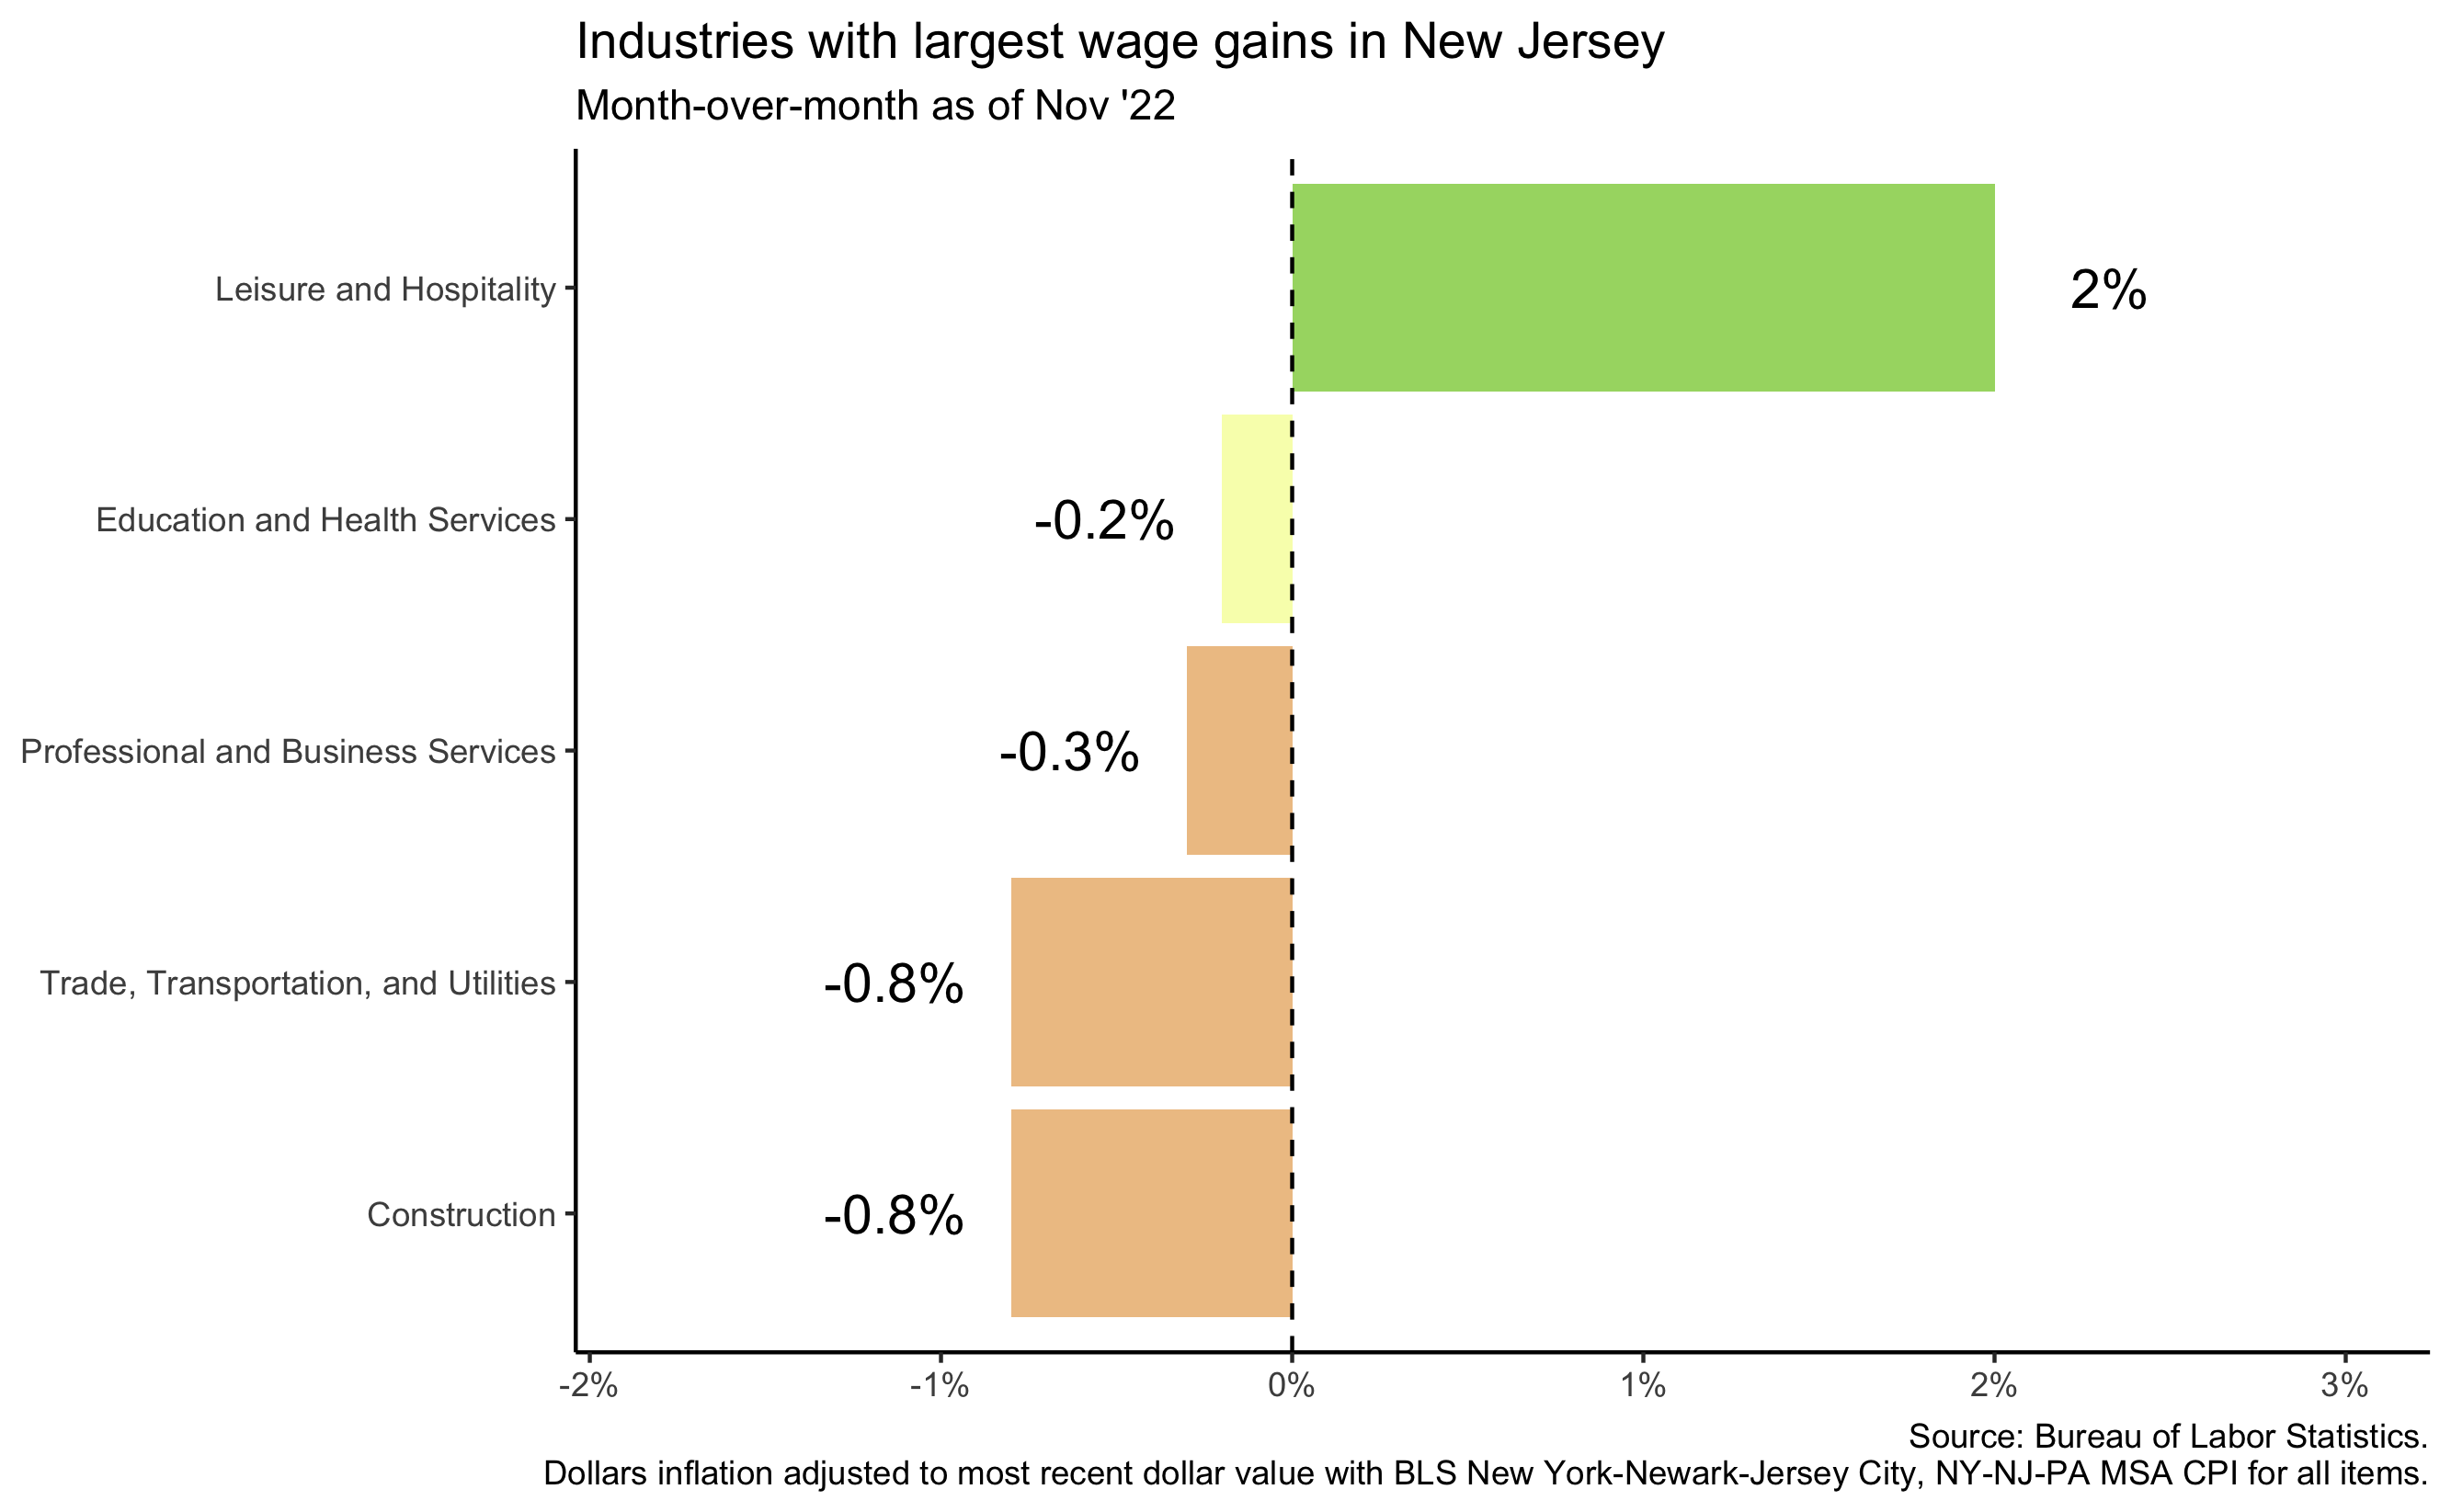 Industries with largest wage gains in New Jersey
Month-over-month as of Nov '22
Leisure and Hospitality
2%
Education and Health Services
-0.2%
Professional and Business Services
-0.3%
Trade, Transportation, and Utilities
-0.8%
Construction
-0.8%
-2%
-1%
0%
1%
2%
3%
Source: Bureau of Labor Statistics.
Dollars inflation adjusted to most recent dollar value with BLS New York-Newark-Jersey City, NY-NJ-PA MSA CPI for all items.